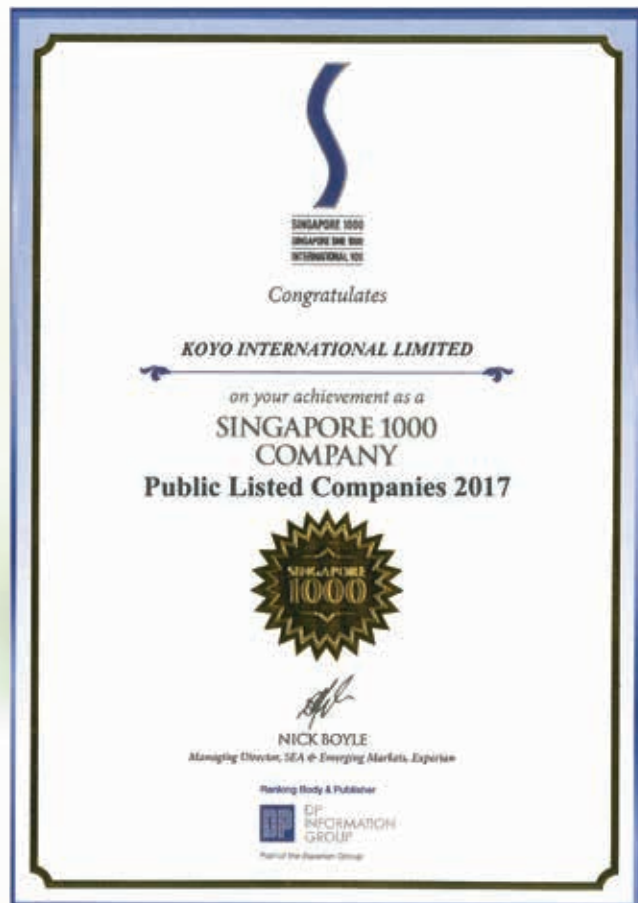 SINGAPORE 1000
SINGAPORE SME 1000
INTERNATIONAL 100
Congratulates
KOYO INTERNATIONAL LIMITED
on your achievement as a
SINGAPORE 1000
COMPANY
Public Listed Companies 2017
SINGAPORE
1000
NICK BOYLE
Managing Director, SEA & Emerging Markets, Experian
Ranking Body & Publisher
DP
DP
INFORMATION
GROUP
Part of the Experian Group